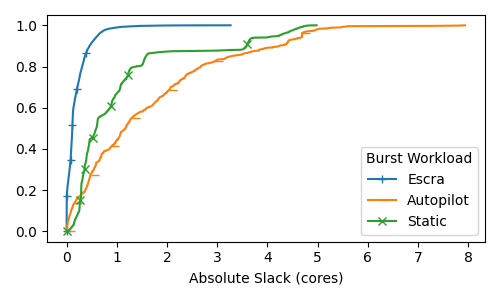 1.0
0.8
0.6
0.4
0.2
0.0
Burst Workload
Escra
Autopilot
Static
0 1 2 3 4 5 6 7 8
Absolute Slack (cores)